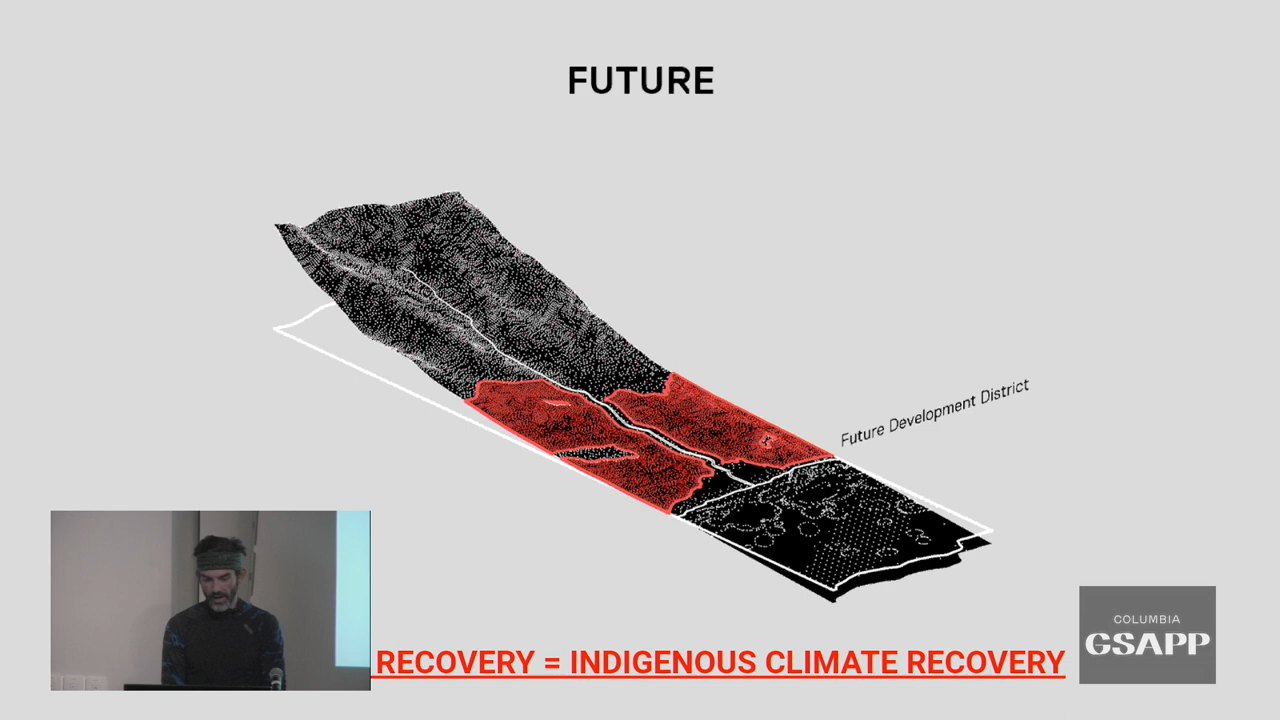 FUTURE
Future Development District
RECOVERY = INDIGENOUS CLIMATE RECOVERY
COLUMBIA
GSAPP